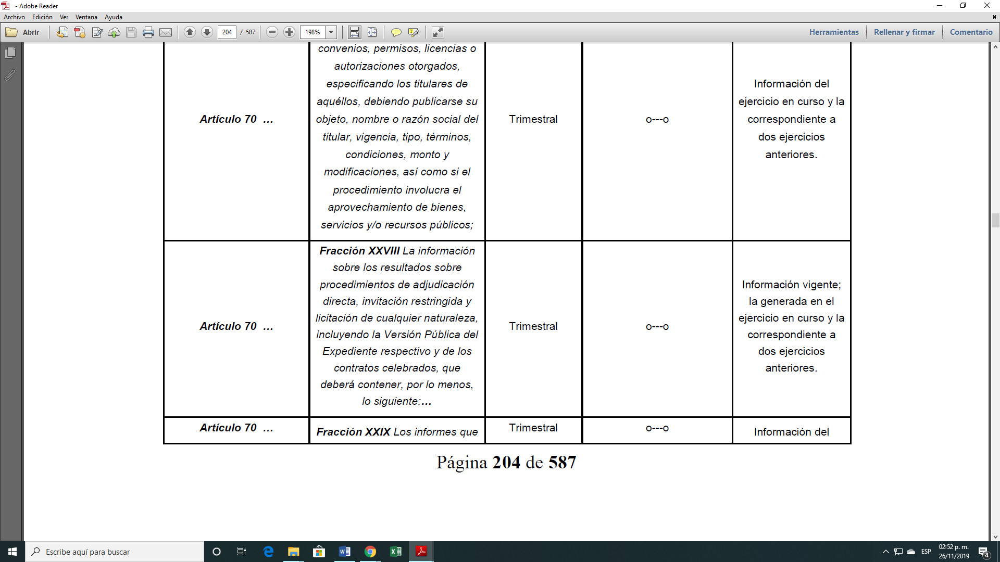 - Adobe Reader
Archivo Edición Ver Ventana Ayuda
Abrir 204 / 587 198% Herramientas Rellenar y firmar Comentario
convenios, permisos, licencias o
autorizaciones otorgados,
especificando los titulares de
aquéllos, debiendo publicarse su
objeto, nombre o razón social del
titular, vigencia, tipo, términos,
condiciones, monto y
modificaciones, así como si el
procedimiento involucra el
aprovechamiento de bienes,
servicios y/o recursos públicos;
Artículo 70 …
Trimestral
o---o
Información del
ejercicio en curso y la
correspondiente a
dos ejercicios
anteriores.
Artículo 70 …
Fracción XXVIII La información
sobre los resultados sobre
procedimientos de adjudicación
directa, invitación restringida y
licitación de cualquier naturaleza,
incluyendo la Versión Pública del
Expediente respectivo y de los
contratos celebrados, que
deberá contener, por lo menos,
lo siguiente:…
Trimestral
o---o
Información vigente;
la generada en el
ejercicio en curso y la
correspondiente a
dos ejercicios
anteriores.
Artículo 70 …
Fracción XXIX Los informes que
Trimestral
o---o
Información del
Página 204 de 587
Escribe aquí para buscar
ESP
02:52 p. m.
26/11/2019
4